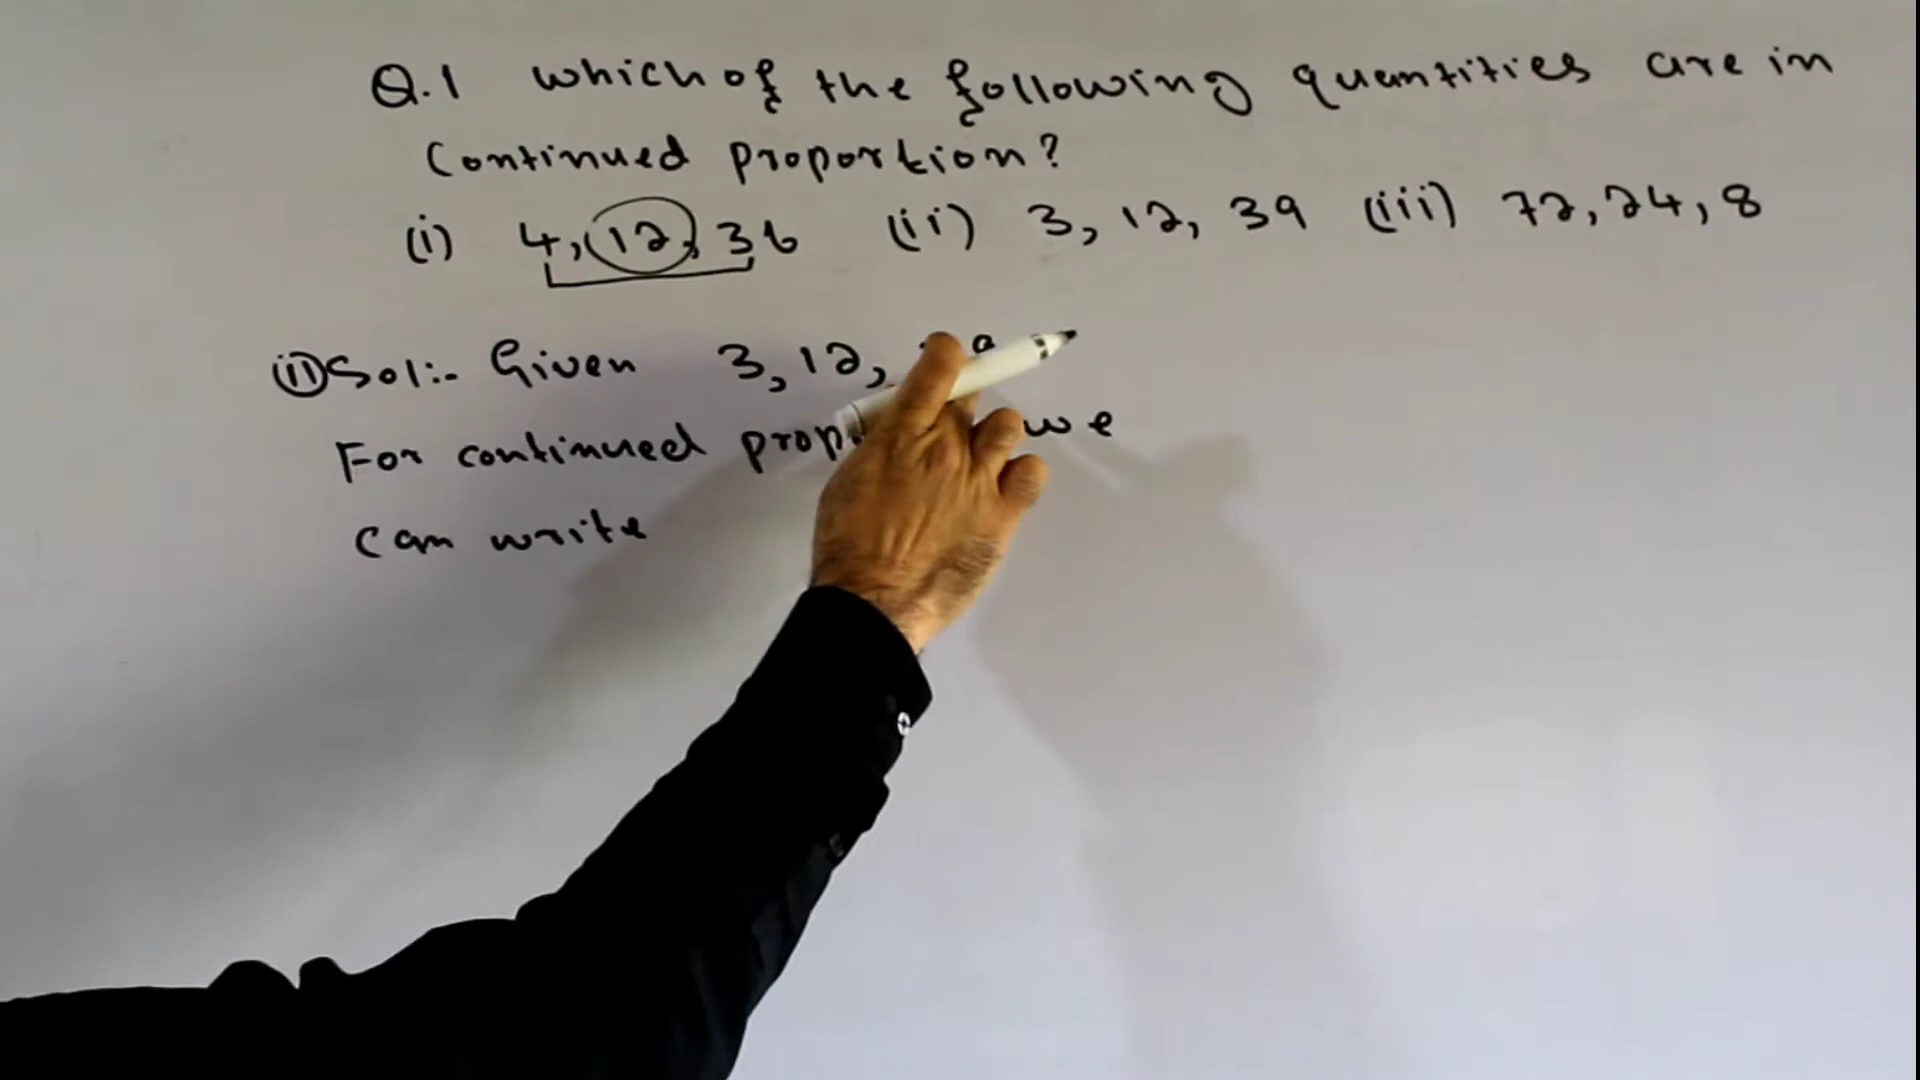 Q.1 which of the following quantities are in
Continued proportion?
(i) 4, 12, 36 (ii) 3, 12, 39 (iii) 72, 24, 8
(ii) Sol:- Given 3, 12,
For continued we
can write